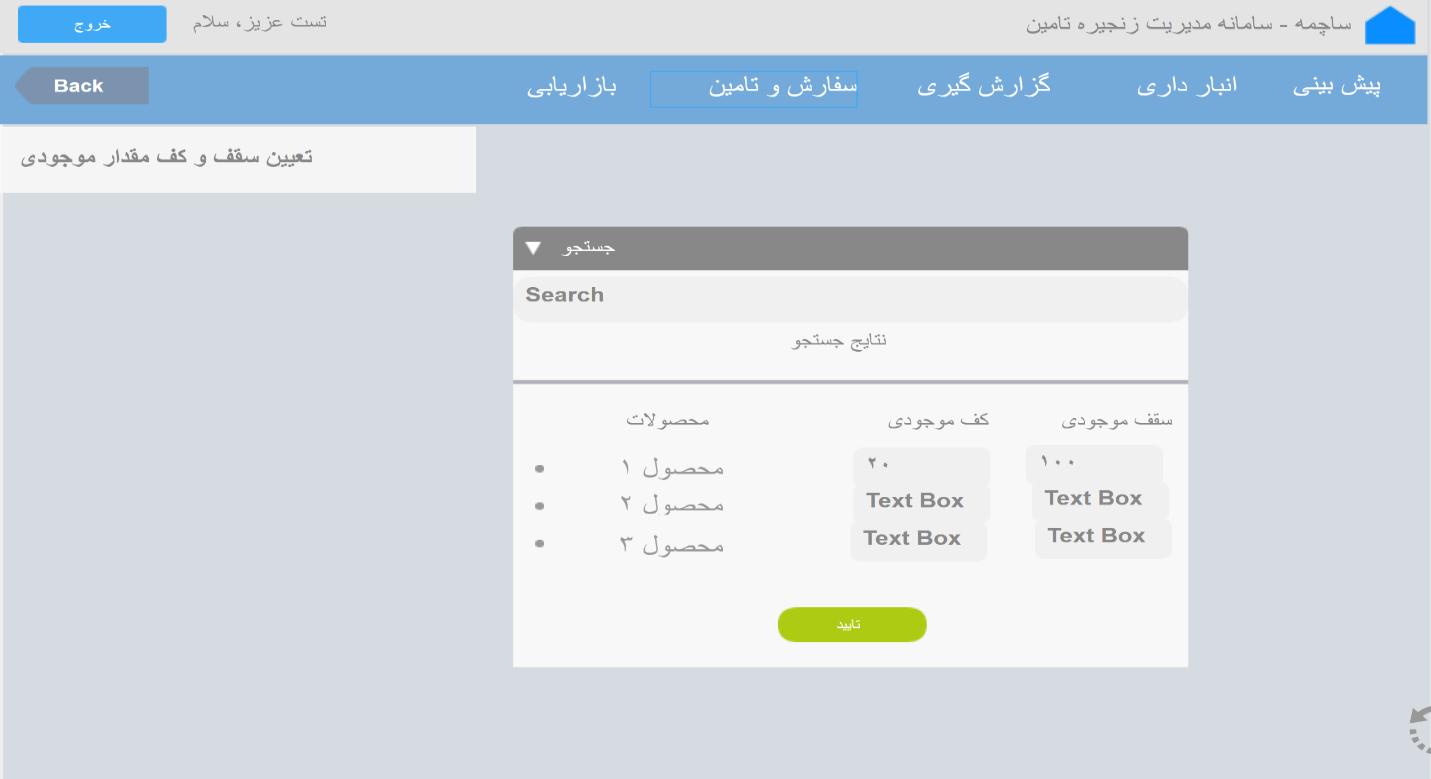 ساچمه - سامانه مدیریت زنجیره تامین
تست عزیز، سلام
خروج
پیش بینی
انبار داری
گزارش گیری
سفارش و تامین
بازاریابی
Back
تعیین سقف و کف مقدار موجودی
جستجو
Search
نتایج جستجو
سقف موجودی
کف موجودی
محصولات
۱۰۰
۲۰
محصول ۱
Text Box
Text Box
محصول ۲
Text Box
Text Box
محصول ۳
تایید